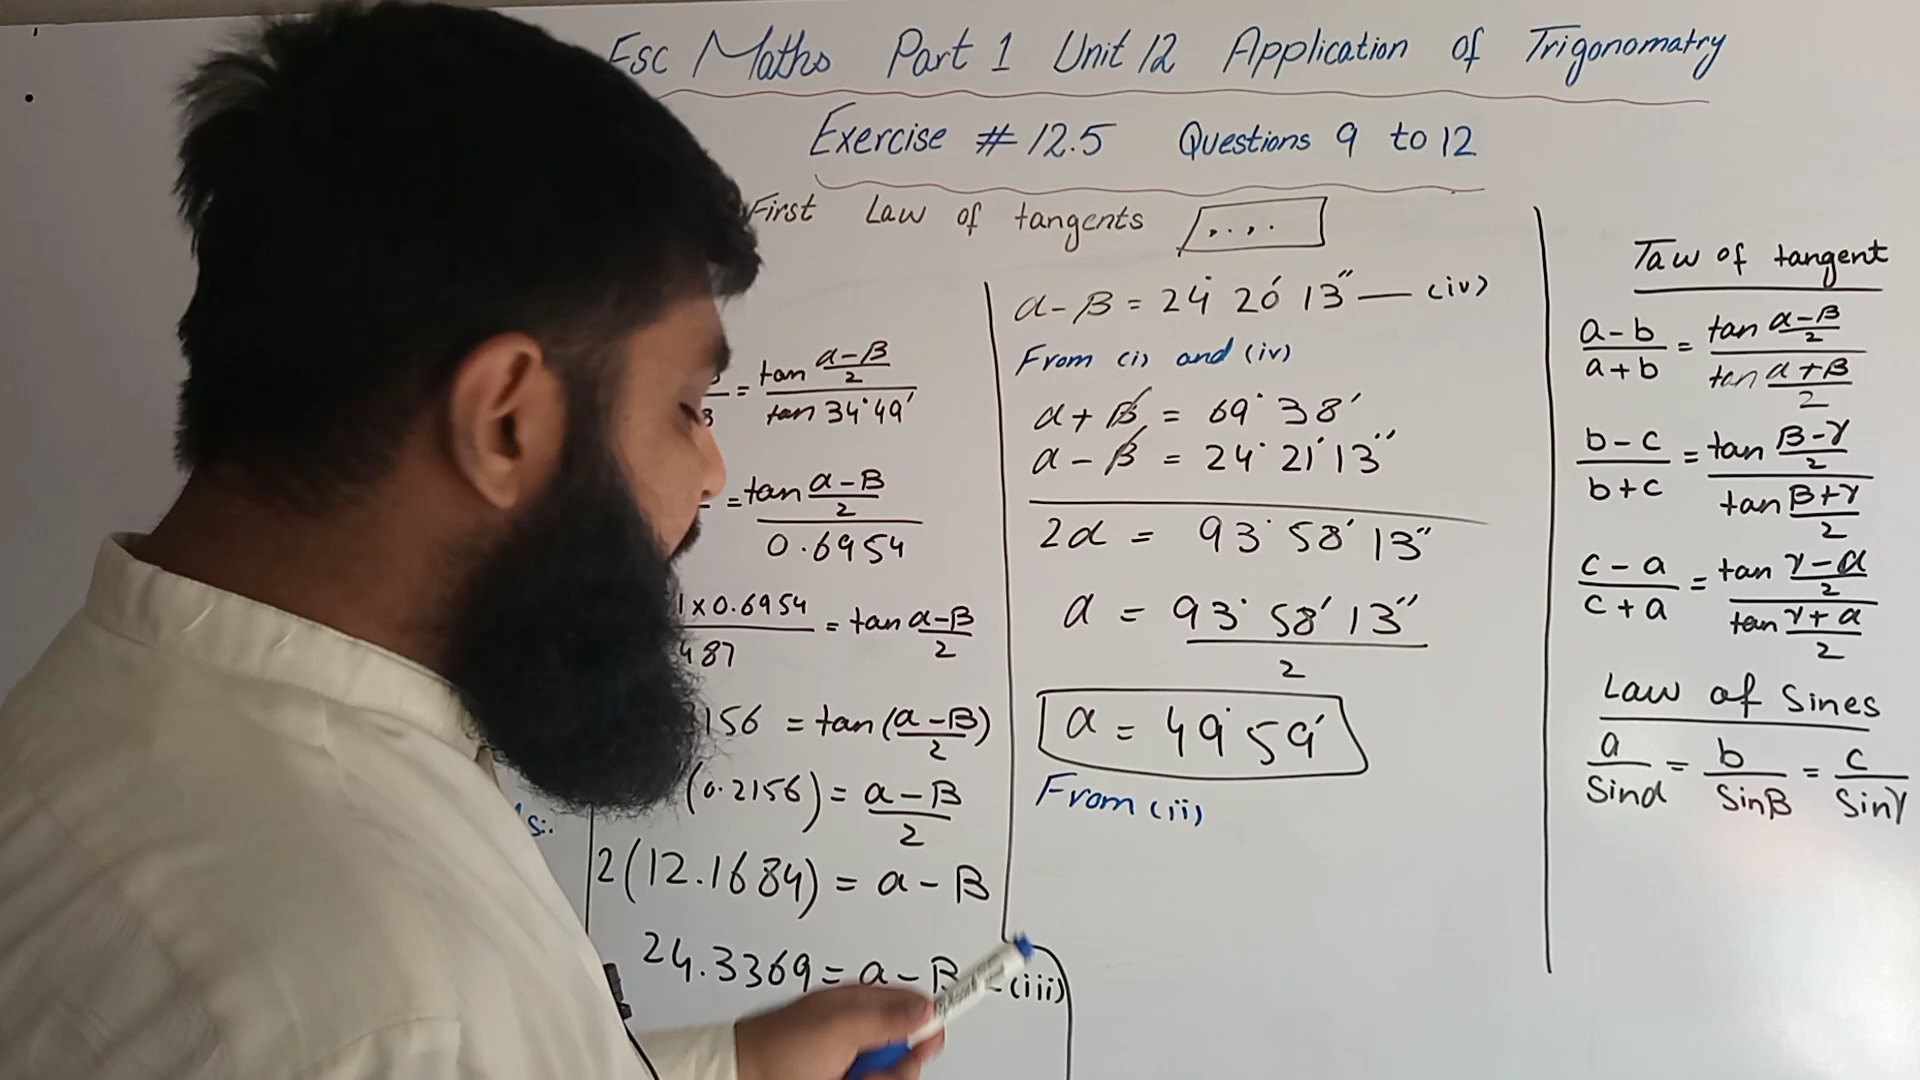 Fsc Maths Part 1 Unit 12 Application of Trigonomatry
Exercise # 12.5 Questions 9 to 12
First Law of tangents [....]
= tan (α-β)/2 / tan 34°49'
= tan (α-β)/2 / 0.6954
1 x 0.6954 / 487 = tan (α-β)/2
156 = tan((α-β)/2)
(0.2156) = (α-β)/2
2(12.1684) = α - β
24.3369 = α - β - (iii)
α - β = 24° 20' 13" — (iv)
From (i) and (iv)
α + β = 69° 38'
α - β = 24° 21' 13"
2α = 93° 58' 13"
α = 93° 58' 13" / 2
α = 49° 59'
From (ii)
Taw of tangent
(a-b)/(a+b) = tan (α-β)/2 / tan (α+β)/2
(b-c)/(b+c) = tan (β-γ)/2 / tan (β+γ)/2
(c-a)/(c+a) = tan (γ-α)/2 / tan (γ+α)/2
Law of Sines
a/Sinα = b/Sinβ = c/Sinγ